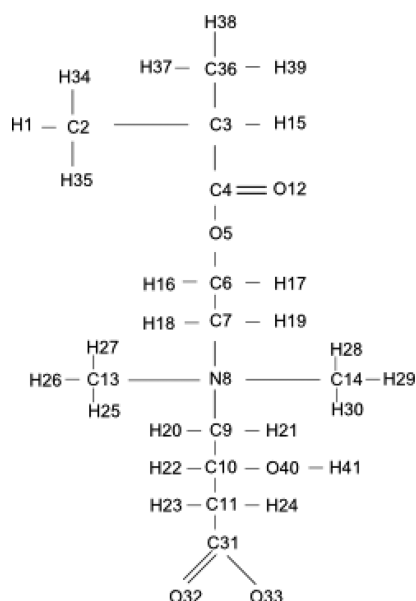 H38
H37 C36 H39
H34
H1 C2 C3 H15
H35
C4 O12
O5
H16 C6 H17
H18 C7 H19
H27 H28
H26 C13 N8 C14 H29
H25 H30
H20 C9 H21
H22 C10 O40 H41
H23 C11 H24
C31
O32 O33